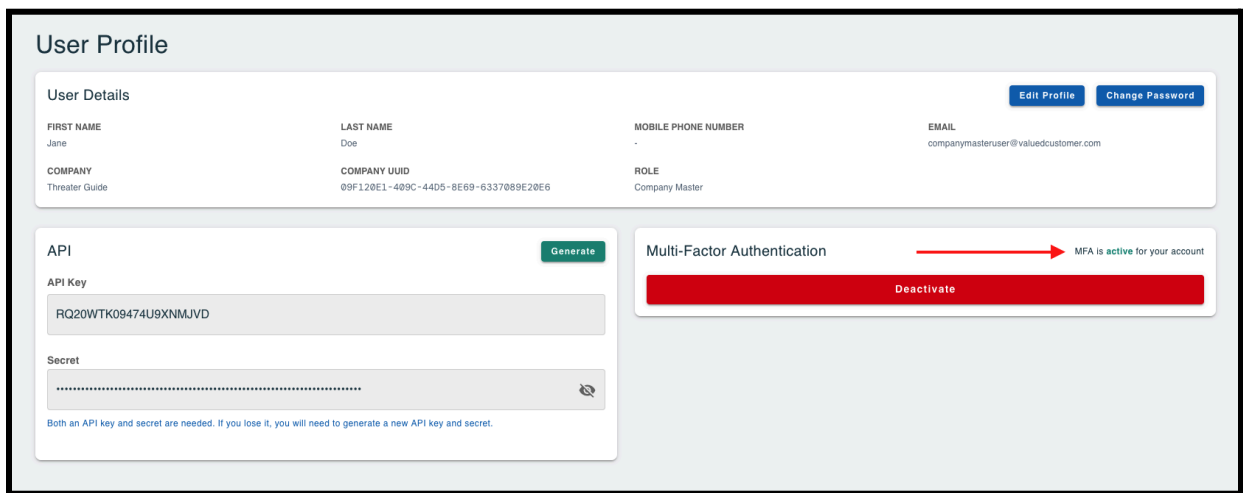 User Profile
User Details
Edit Profile
Change Password
FIRST NAME
LAST NAME
MOBILE PHONE NUMBER
EMAIL
Jane
Doe
-
companymasteruser@valuedcustomer.com
COMPANY
COMPANY UUID
ROLE
Threater Guide
09F120E1-409C-44D5-8E69-6337089E20E6
Company Master
API
Generate
API Key
RQ20WTK09474U9XNMJVD
Secret
Both an API key and secret are needed. If you lose it, you will need to generate a new API key and secret.
Multi-Factor Authentication
MFA is active for your account
Deactivate